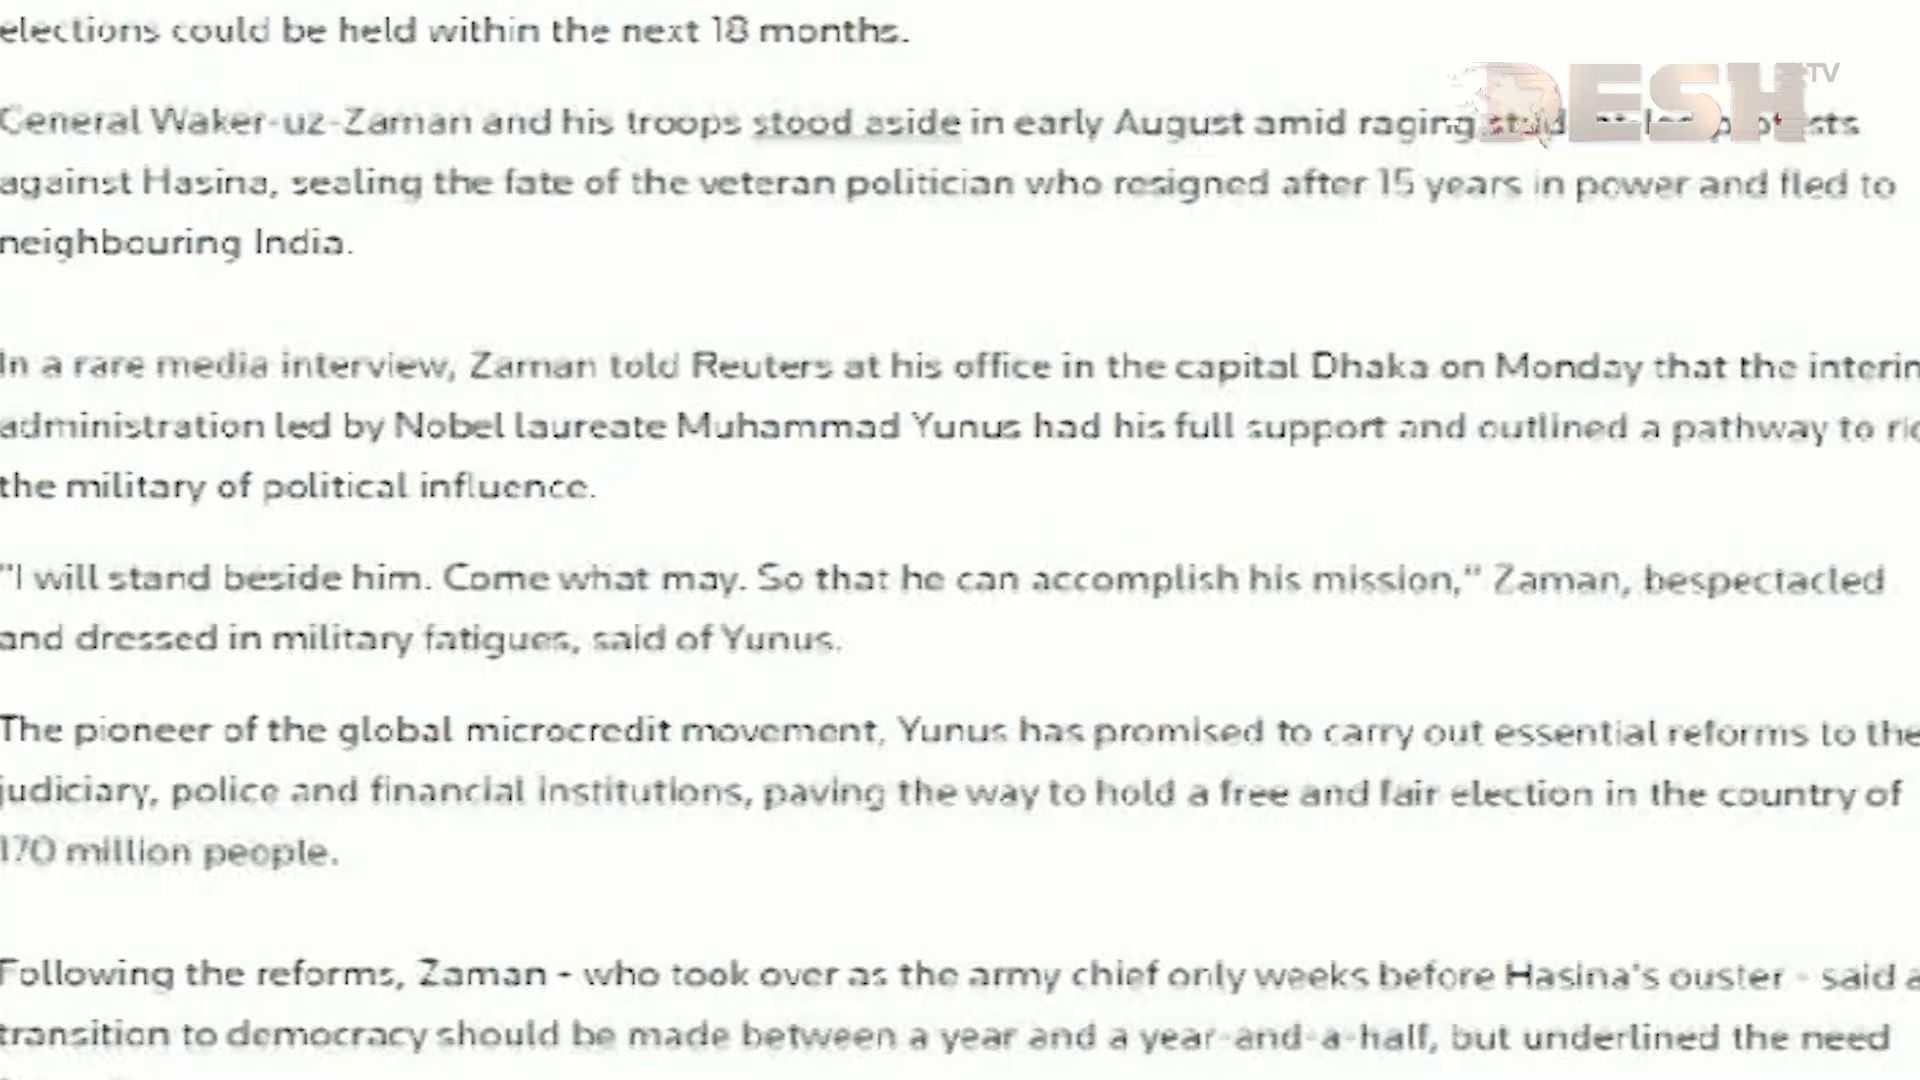 elections could be held within the next 18 months.
DESH TV
General Waker-uz-Zaman and his troops stood aside in early August amid raging
against Hasina, sealing the fate of the veteran politician who resigned after 15 years in power and fled to
neighbouring India.
In a rare media interview, Zaman told Reuters at his office in the capital Dhaka on Monday that the interim
administration led by Nobel laureate Muhammad Yunus had his full support and outlined a pathway to
the military of political influence.
"I will stand beside him. Come what may. So that he can accomplish his mission," Zaman, bespectacled
and dressed in military fatigues, said of Yunus.
The pioneer of the global microcredit movement, Yunus has promised to carry out essential reforms to the
judiciary, police and financial institutions, paving the way to hold a free and fair election in the country of
170 million people.
Following the reforms, Zaman - who took over as the army chief only weeks before Hasina's ouster - said a
transition to democracy should be made between a year and a year-and-a-half, but underlined the need